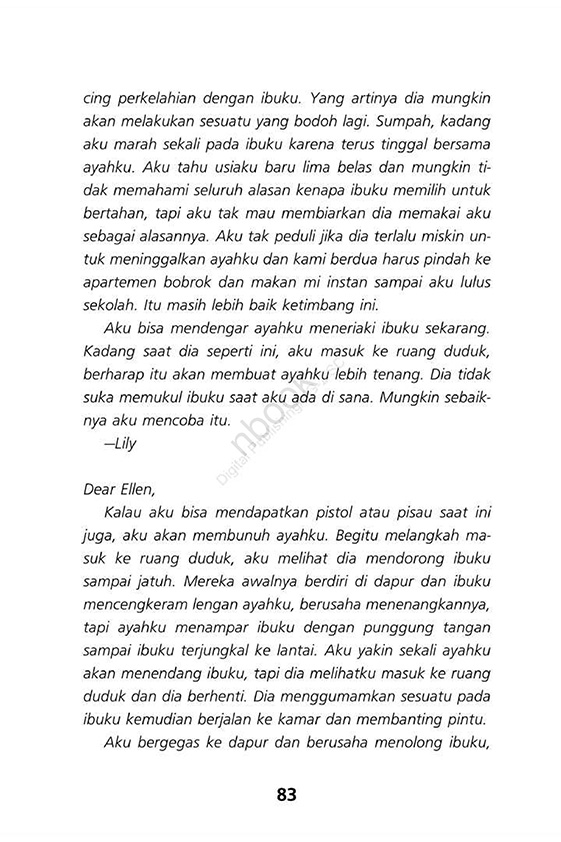 cing perkelahian dengan ibuku. Yang artinya dia mungkin
akan melakukan sesuatu yang bodoh lagi. Sumpah, kadang
aku marah sekali pada ibuku karena terus tinggal bersama
ayahku. Aku tahu usiaku baru lima belas dan mungkin ti-
dak memahami seluruh alasan kenapa ibuku memilih untuk
bertahan, tapi aku tak mau membiarkan dia memakai aku
sebagai alasannya. Aku tak peduli jika dia terlalu miskin un-
tuk meninggalkan ayahku dan kami berdua harus pindah ke
apartemen bobrok dan makan mi instan sampai aku lulus
sekolah. Itu masih lebih baik ketimbang ini.
Aku bisa mendengar ayahku meneriaki ibuku sekarang.
Kadang saat dia seperti ini, aku masuk ke ruang duduk,
berharap itu akan membuat ayahku lebih tenang. Dia tidak
suka memukul ibuku saat aku ada di sana. Mungkin sebaik-
nya aku mencoba itu.
—Lily
Dear Ellen,
Kalau aku bisa mendapatkan pistol atau pisau saat ini
juga, aku akan membunuh ayahku. Begitu melangkah ma-
suk ke ruang duduk, aku melihat dia mendorong ibuku
sampai jatuh. Mereka awalnya berdiri di dapur dan ibuku
mencengkeram lengan ayahku, berusaha menenangkannya,
tapi ayahku menampar ibuku dengan punggung tangan
sampai ibuku terjungkal ke lantai. Aku yakin sekali ayahku
akan menendang ibuku, tapi dia melihatku masuk ke ruang
duduk dan dia berhenti. Dia menggumamkan sesuatu pada
ibuku kemudian berjalan ke kamar dan membanting pintu.
Aku bergegas ke dapur dan berusaha menolong ibuku,
83
nbook
Digital Publishing